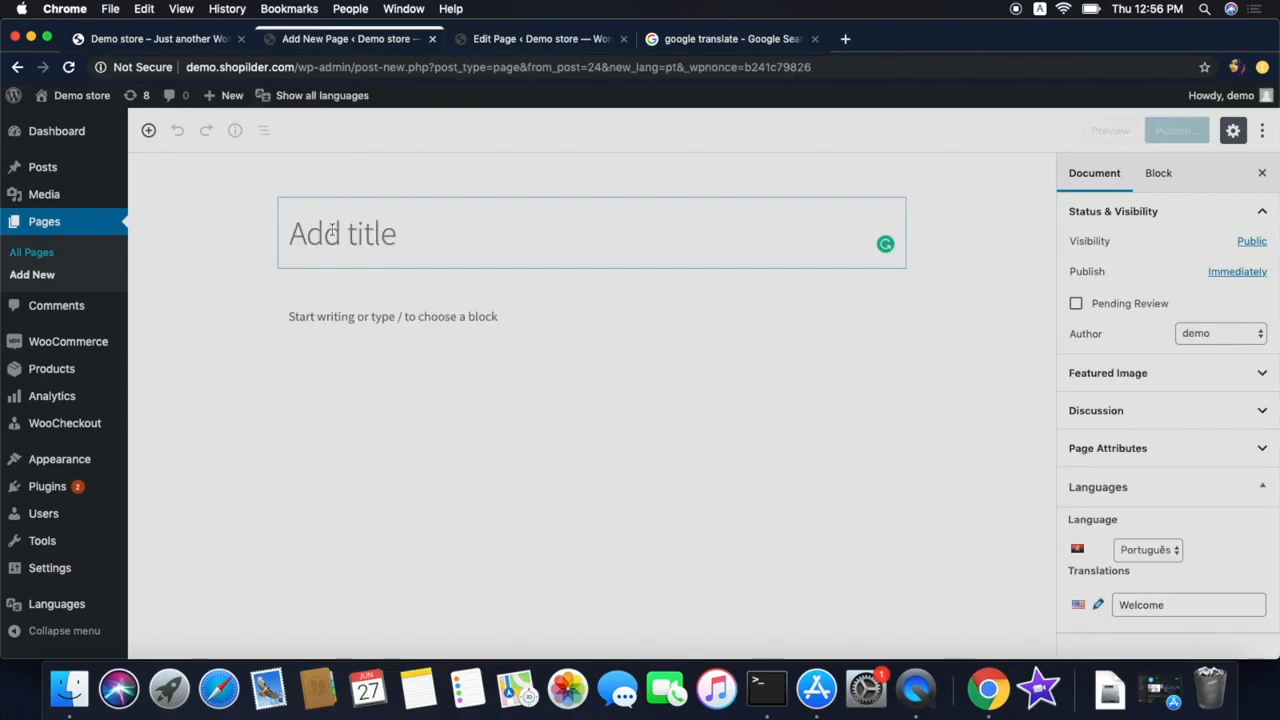 Chrome File Edit View History Bookmarks People Window Help
A Thu 12:56 PM
Demo store – Just another Wo
Add New Page ‹ Demo store —
Edit Page ‹ Demo store — Wor
google translate - Google Sear
Not Secure demo.shopilder.com/wp-admin/post-new.php?post_type=page&from_post=24&new_lang=pt&_wpnonce=b241c79826
Demo store 8 0 New Show all languages Howdy, demo
Dashboard
Posts
Media
Pages
All Pages
Add New
Comments
WooCommerce
Products
Analytics
WooCheckout
Appearance
Plugins 2
Users
Tools
Settings
Languages
Collapse menu
Preview Publish...
Add title
Start writing or type / to choose a block
Document Block
Status & Visibility
Visibility Public
Publish Immediately
Pending Review
Author demo
Featured Image
Discussion
Page Attributes
Languages
Language
Português
Translations
Welcome
JUN
27
1